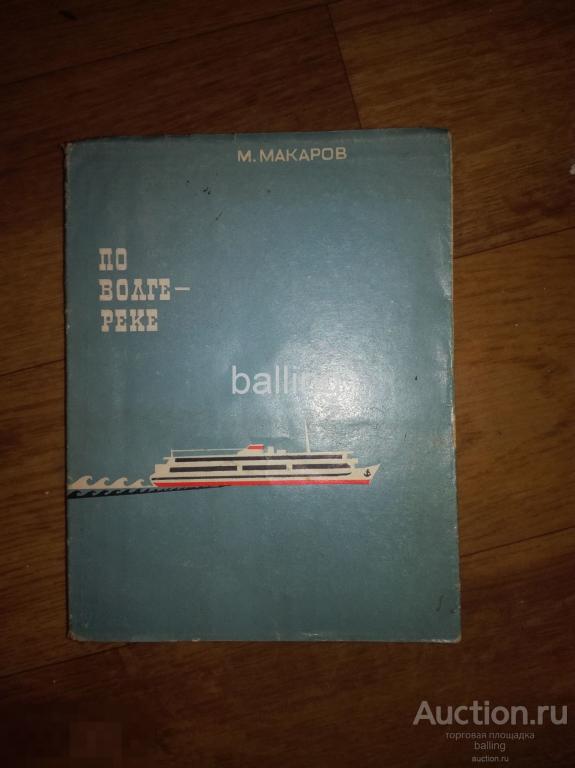 М. МАКАРОВ
ПО
ВОЛГЕ—
РЕКЕ
balling
Auction.ru
торговая площадка
balling
auction.ru